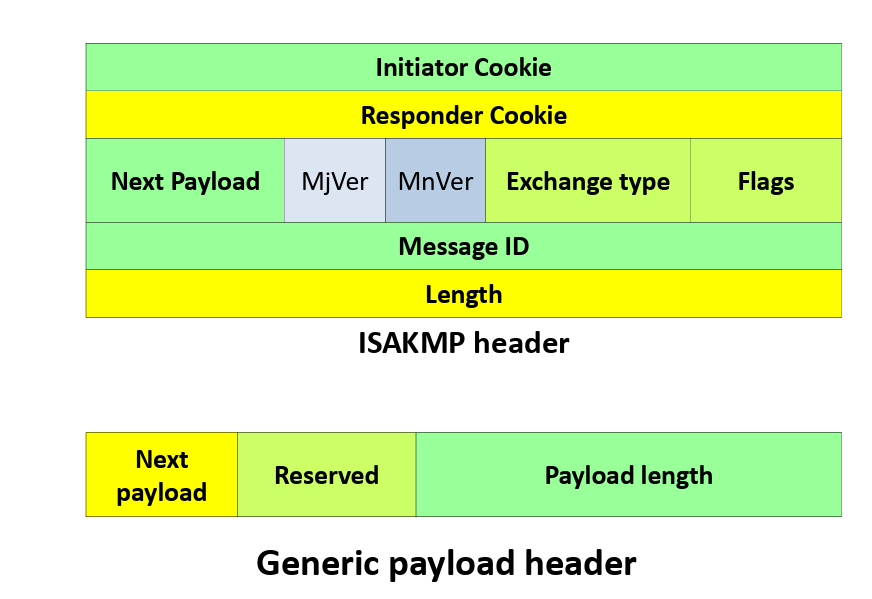 Initiator Cookie
Responder Cookie
Next Payload MjVer MnVer Exchange type Flags
Message ID
Length
ISAKMP header
Next
payload
Reserved
Payload length
Generic payload header